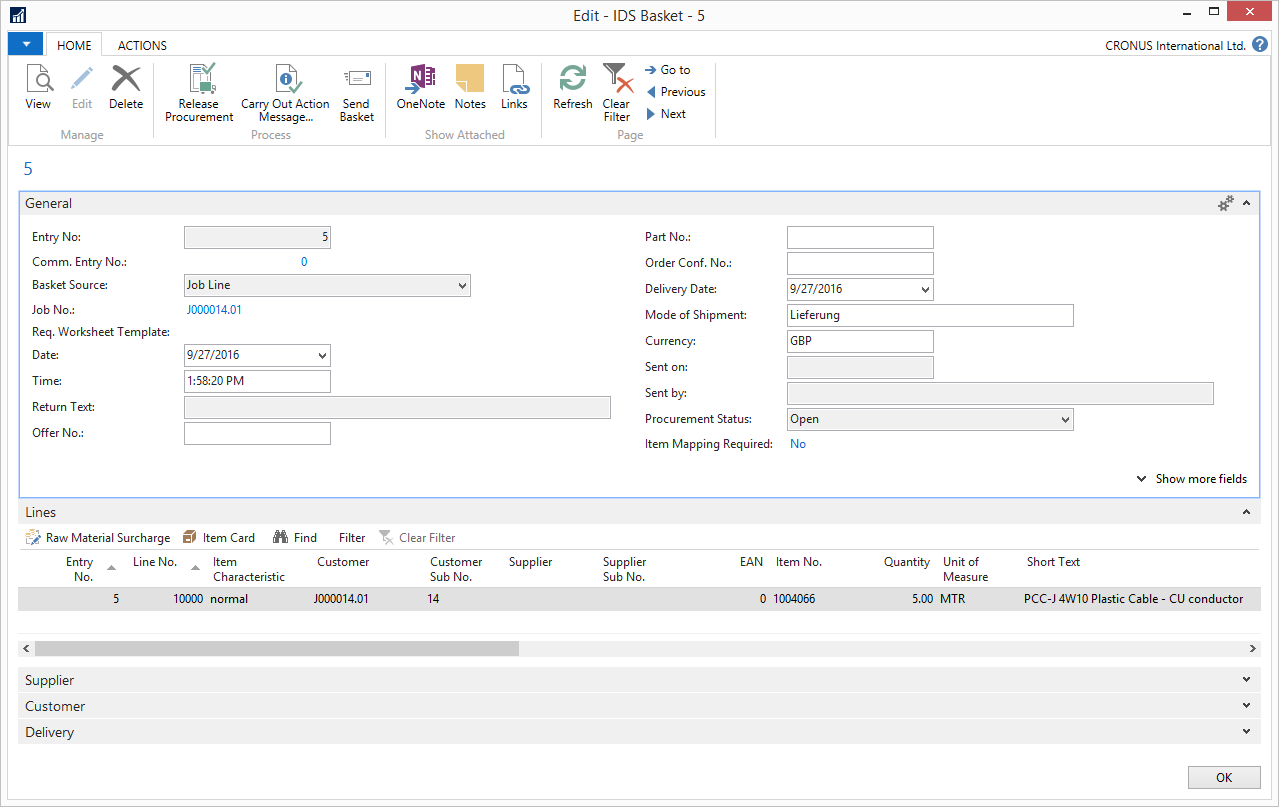 Edit - IDS Basket - 5
HOME
ACTIONS
CRONUS International Ltd.
?
View
Edit
Delete
Manage
Release Procurement
Carry Out Action Message...
Send Basket
Process
N
OneNote
Notes
Links
Show Attached
Refresh
Clear Filter
Go to
Previous
Next
Page
5
General
Entry No: 5
Comm. Entry No.: 0
Basket Source: Job Line
Job No.: J000014.01
Req. Worksheet Template:
Date: 9/27/2016
Time: 1:58:20 PM
Return Text:
Offer No.:
Part No.:
Order Conf. No.:
Delivery Date: 9/27/2016
Mode of Shipment: Lieferung
Currency: GBP
Sent on:
Sent by:
Procurement Status: Open
Item Mapping Required: No
Show more fields
Lines
Raw Material Surcharge Item Card Find Filter Clear Filter
Entry No. Line No. Item Characteristic Customer Customer Sub No. Supplier Supplier Sub No. EAN Item No. Quantity Unit of Measure Short Text
5 10000 normal J000014.01 14 0 1004066 5.00 MTR PCC-J 4W10 Plastic Cable - CU conductor
Supplier
Customer
Delivery
OK